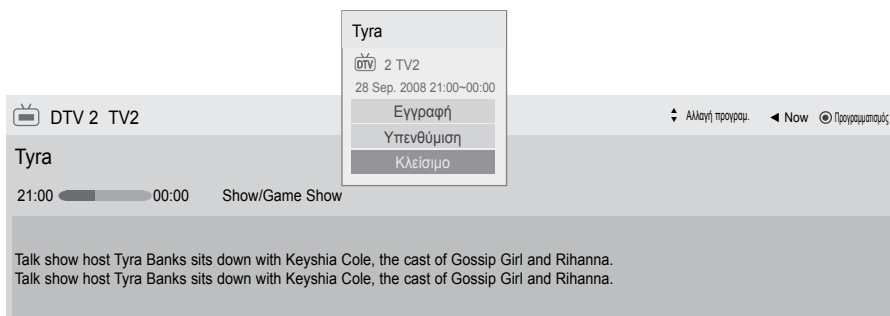 Tyra
DTV 2 TV2
28 Sep. 2008 21:00~00:00
Εγγραφή
Υπενθύμιση
Κλείσιμο
DTV 2 TV2
Αλλαγή προγραμ. ◀ Now ◉ Προγραμματισμός
Tyra
21:00 00:00 Show/Game Show
Talk show host Tyra Banks sits down with Keyshia Cole, the cast of Gossip Girl and Rihanna.
Talk show host Tyra Banks sits down with Keyshia Cole, the cast of Gossip Girl and Rihanna.